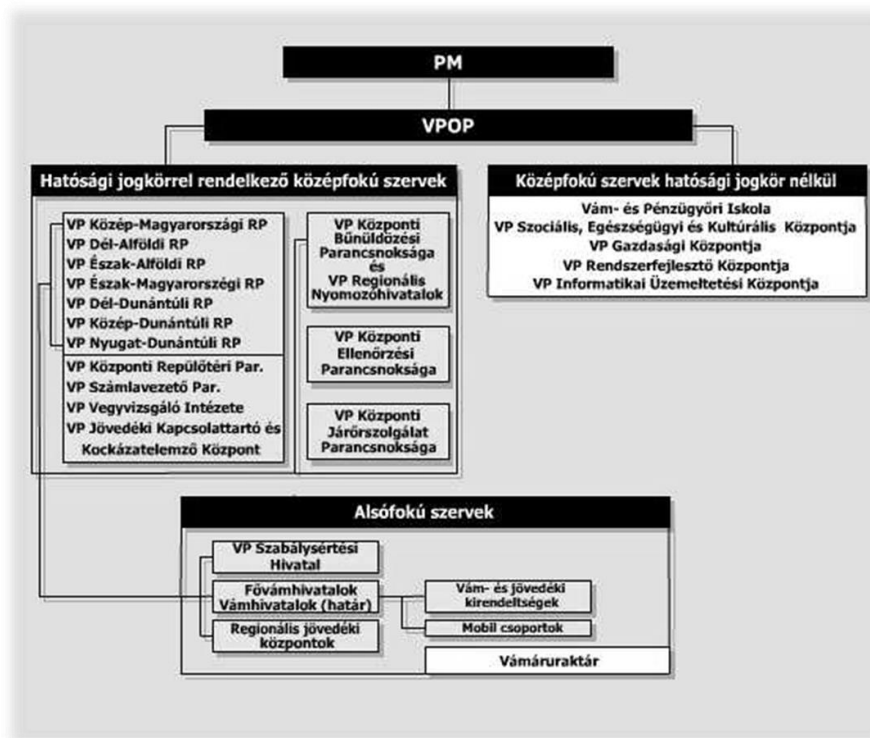 PM
VPOP
Hatósági jogkörrel rendelkező középfokú szervek
VP Közép-Magyarországi RP
VP Dél-Alföldi RP
VP Észak-Alföldi RP
VP Észak-Magyarorszégi RP
VP Dél-Dunántúli RP
VP Közép-Dunántúli RP
VP Nyugat-Dunántúli RP
VP Központi Repülőtéri Par.
VP Számlavezető Par.
VP Vegyvizsgáló Intézete
VP Jövedéki Kapcsolattartó és
Kockázatelemző Központ
VP Központi
Bűnüldözési
Parancsnoksága
és
VP Regionális
Nyomozóhivatalok
VP Központi
Ellenőrzési
Parancsnoksága
VP Központi
Járőrszolgálat
Parancsnoksága
Középfokú szervek hatósági jogkör nélkül
Vám- és Pénzügyőri Iskola
VP Szociális, Egészségügyi és Kultúrális Központja
VP Gazdasági Központja
VP Rendszerfejlesztő Központja
VP Informatikai Üzemeltetési Központja
Alsófokú szervek
VP Szabálysértési
Hivatal
Fővámhivatalok
Vámhivatalok (határ)
Regionális jövedéki
központok
Vám- és jövedéki
kirendeltségek
Mobil csoportok
Vámáruraktár